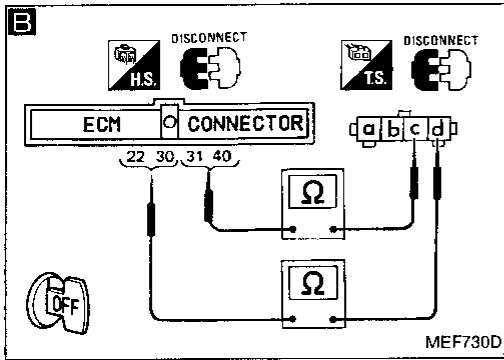 B
DISCONNECT
DISCONNECT
H.S.
T.S.
ECM CONNECTOR
a b c d
22 30 31 40
Ω
OFF
Ω
MEF730D